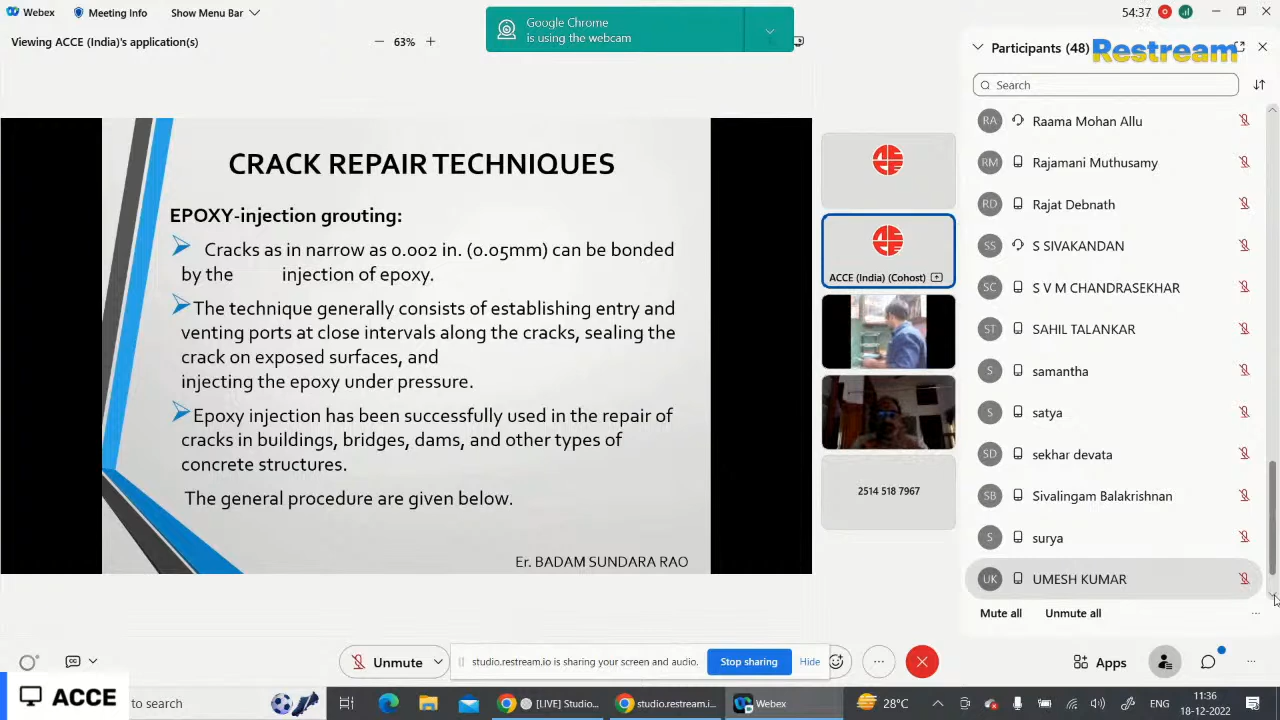 Webex
Meeting Info
Show Menu Bar
54:37
Viewing ACCE (India)'s application(s)
63%
Google Chrome
is using the webcam
Participants (48)
Restream
Search
CRACK REPAIR TECHNIQUES
EPOXY-injection grouting:
Cracks as in narrow as 0.002 in. (0.05mm) can be bonded
by the injection of epoxy.
The technique generally consists of establishing entry and
venting ports at close intervals along the cracks, sealing the
crack on exposed surfaces, and
injecting the epoxy under pressure.
Epoxy injection has been successfully used in the repair of
cracks in buildings, bridges, dams, and other types of
concrete structures.
The general procedure are given below.
Er. BADAM SUNDARA RAO
ACCE (India) (Cohost)
2514 518 7967
RA Raama Mohan Allu
RM Rajamani Muthusamy
RD Rajat Debnath
SS S SIVAKANDAN
SC S V M CHANDRASEKHAR
ST SAHIL TALANKAR
S samantha
S satya
SD sekhar devata
SB Sivalingam Balakrishnan
S surya
UK UMESH KUMAR
Mute all
Unmute all
CC
Unmute
studio.restream.io is sharing your screen and audio.
Stop sharing
Hide
Apps
ACCE
to search
[LIVE] Studio...
studio.restream.i...
Webex
28°C
ENG
11:36
18-12-2022